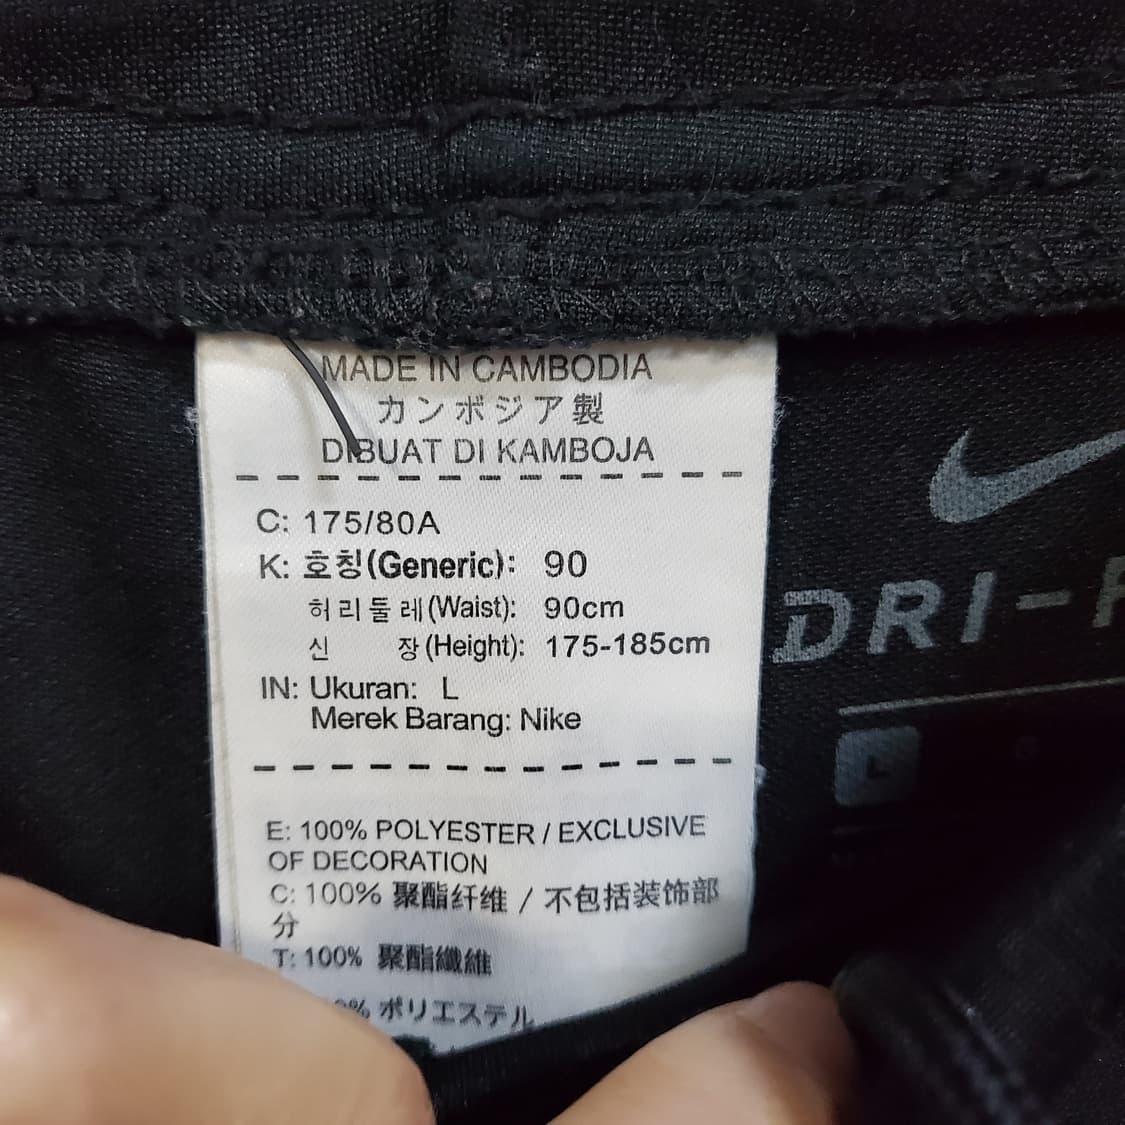 MADE IN CAMBODIA
カンボジア製
DIBUAT DI KAMBOJA
C: 175/80A
K: 호칭(Generic): 90
허리둘레(Waist): 90cm
신 장(Height): 175-185cm
IN: Ukuran: L
Merek Barang: Nike
E: 100% POLYESTER / EXCLUSIVE
OF DECORATION
C: 100% 聚酯纤维 / 不包括装饰部
分
T: 100% 聚酯纖維
% ポリエステル
DRI-F
L